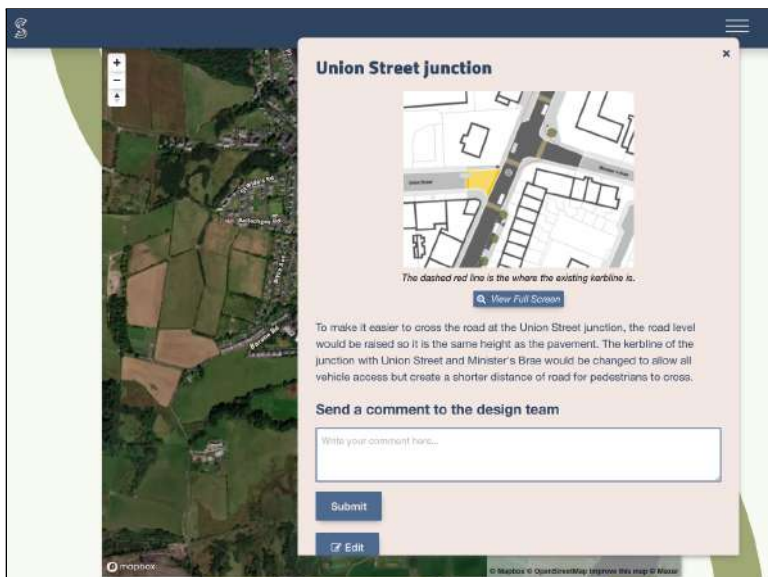 S
Union Street junction
×
+
−
Union Street
The dashed red line is the where the existing kerbline is.
View Full Screen
To make it easier to cross the road at the Union Street junction, the road level
would be raised so it is the same height as the pavement. The kerbline of the
junction with Union Street and Minister's Brae would be changed to allow all
vehicle access but create a shorter distance of road for pedestrians to cross.
Send a comment to the design team
Write your comment here...
Submit
Edit
mapbox
© Mapbox © OpenStreetMap Improve this map © Maxar